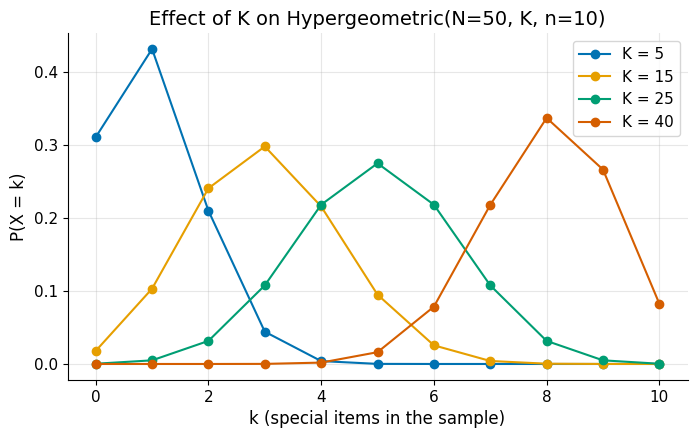 Effect of K on Hypergeometric(N=50, K, n=10)
K = 5
K = 15
K = 25
K = 40
P(X = k)
0.4
0.3
0.2
0.1
0.0
0 2 4 6 8 10
k (special items in the sample)